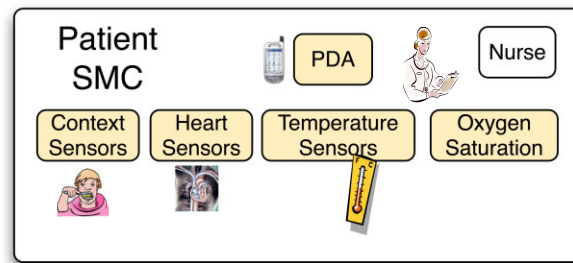 Patient
SMC
PDA
Nurse
Context
Sensors
Heart
Sensors
Temperature
Sensors
Oxygen
Saturation
F C